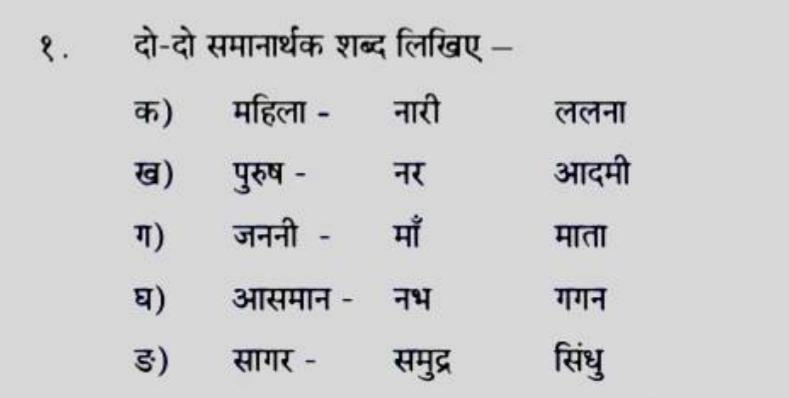 १. दो-दो समानार्थक शब्द लिखिए –
क) महिला - नारी ललना
ख) पुरुष - नर आदमी
ग) जननी - माँ माता
घ) आसमान - नभ गगन
ङ) सागर - समुद्र सिंधु